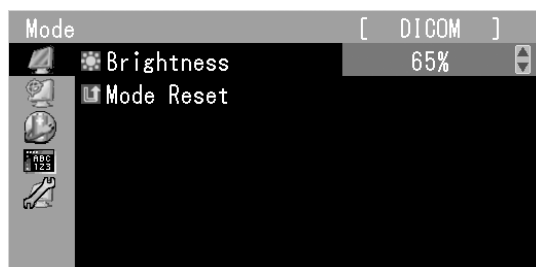 Mode [ DICOM ]
Brightness 65%
Mode Reset
ABC
123